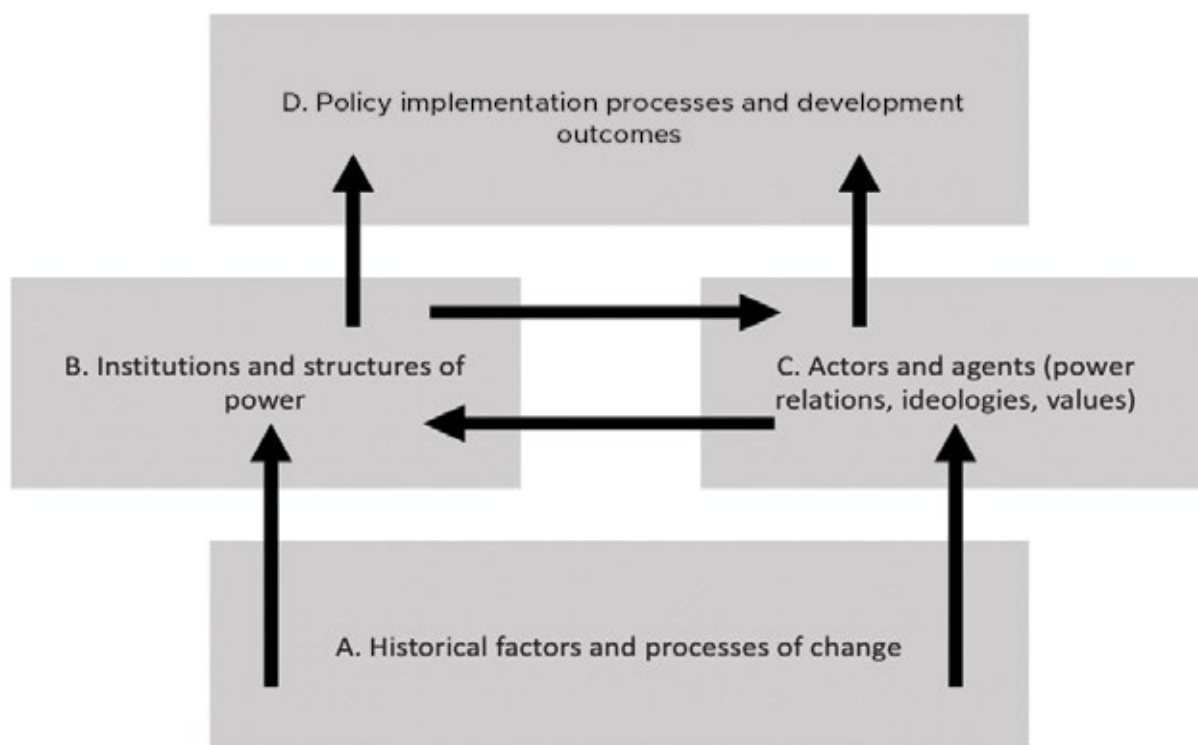 D. Policy implementation processes and development
outcomes
B. Institutions and structures of
power
C. Actors and agents (power
relations, ideologies, values)
A. Historical factors and processes of change